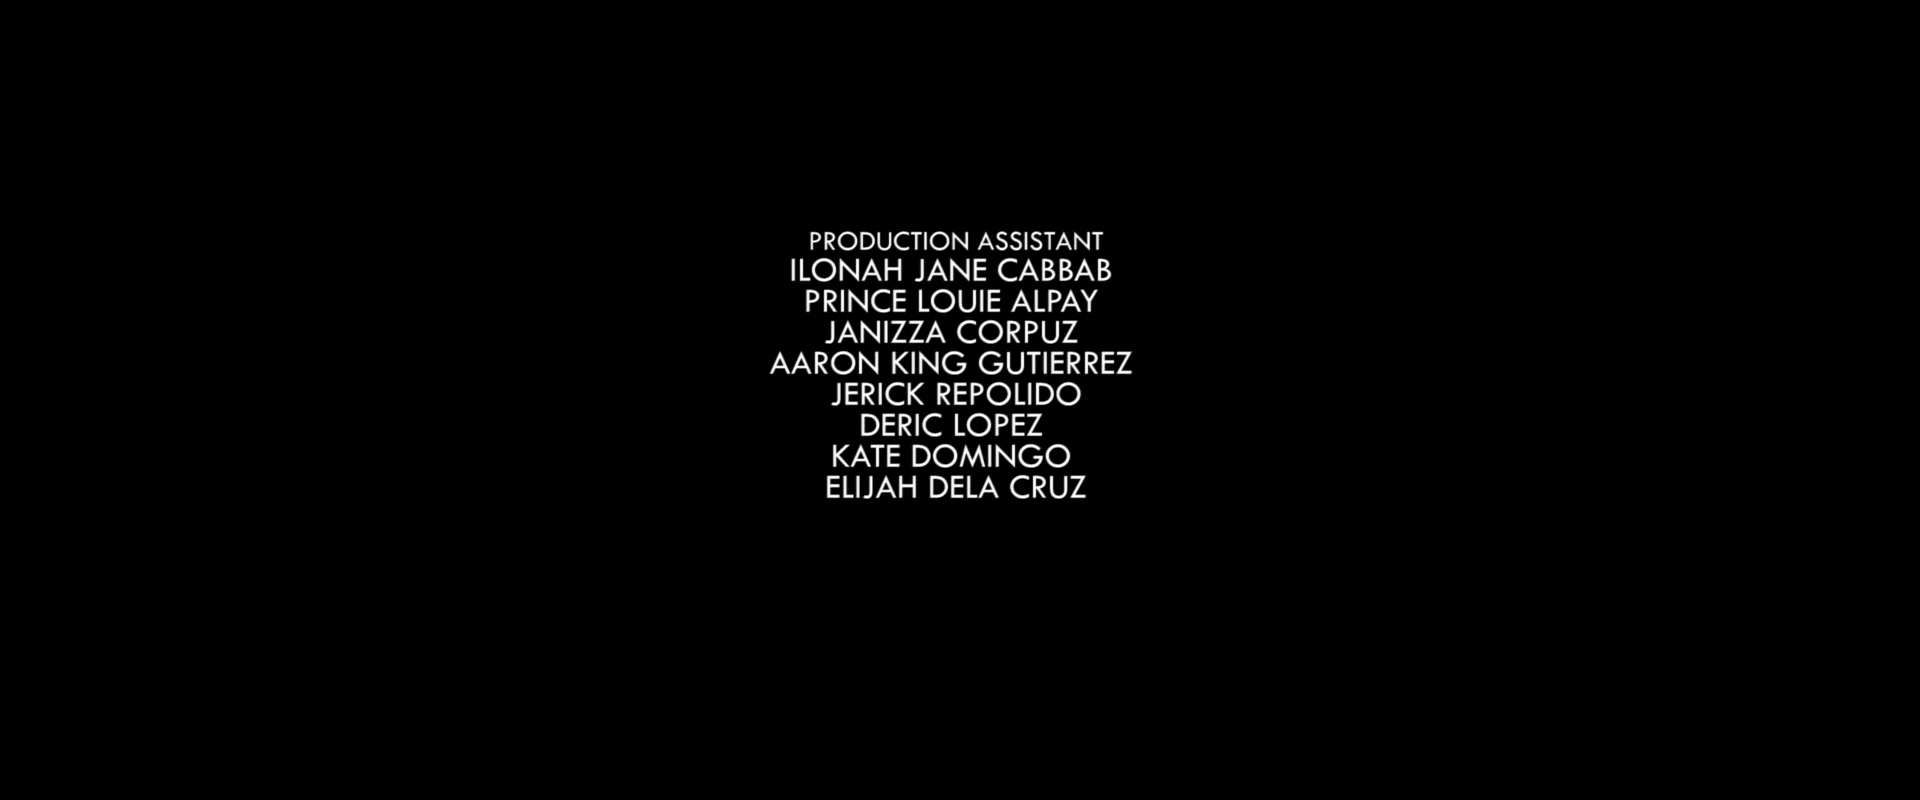 PRODUCTION ASSISTANT
ILONAH JANE CABBAB
PRINCE LOUIE ALPAY
JANIZZA CORPUZ
AARON KING GUTIERREZ
JERICK REPOLIDO
DERIC LOPEZ
KATE DOMINGO
ELIJAH DELA CRUZ